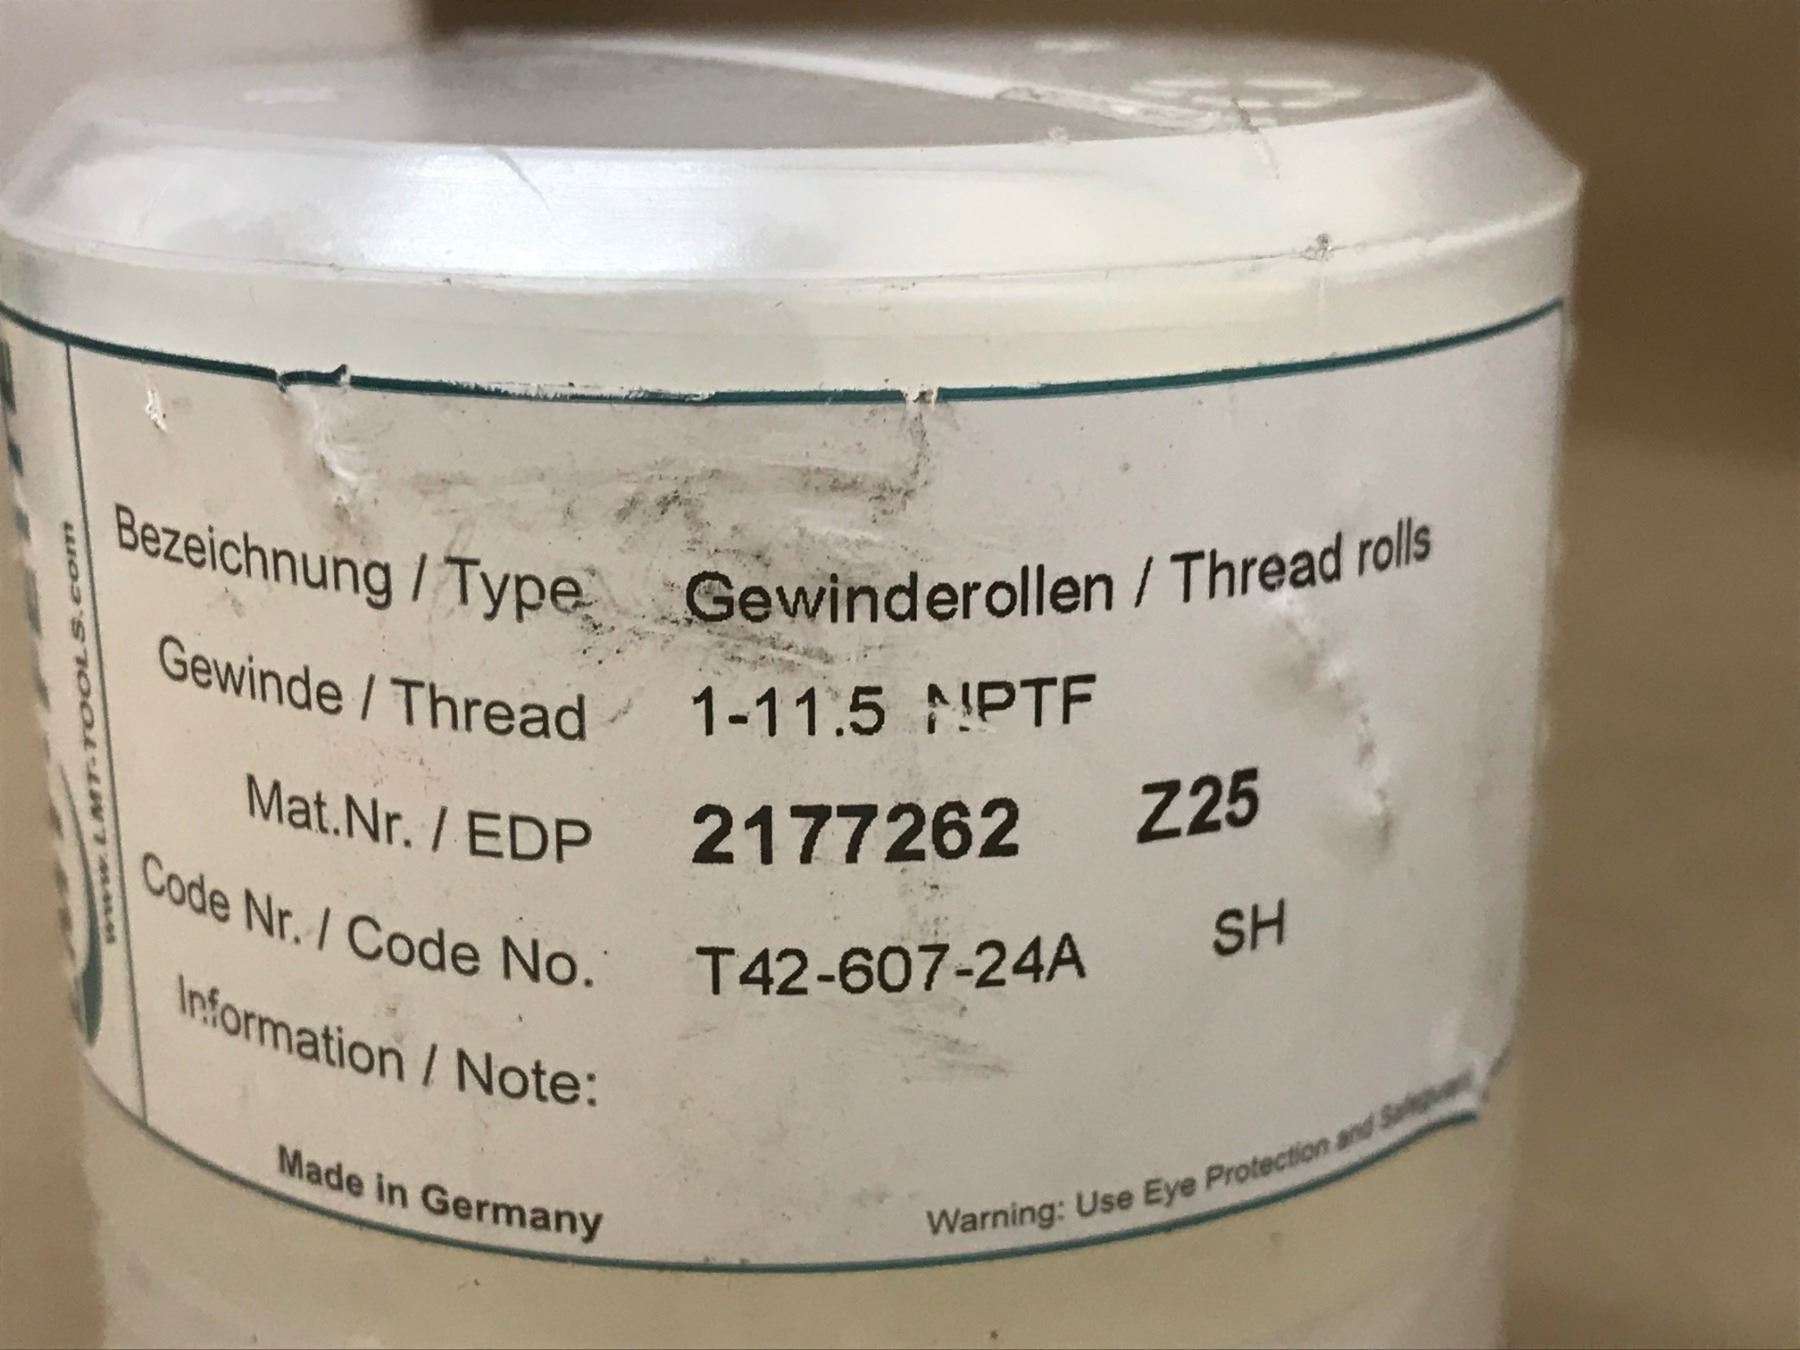 Bezeichnung / Type Gewinderollen / Thread rolls
Gewinde / Thread 1-11.5 NPTF
Mat.Nr. / EDP 2177262 Z25
Code Nr. / Code No. T42-607-24A SH
Information / Note:
Made in Germany
Warning: Use Eye Protection and Safeguard
www.LMT-TOOLS.com